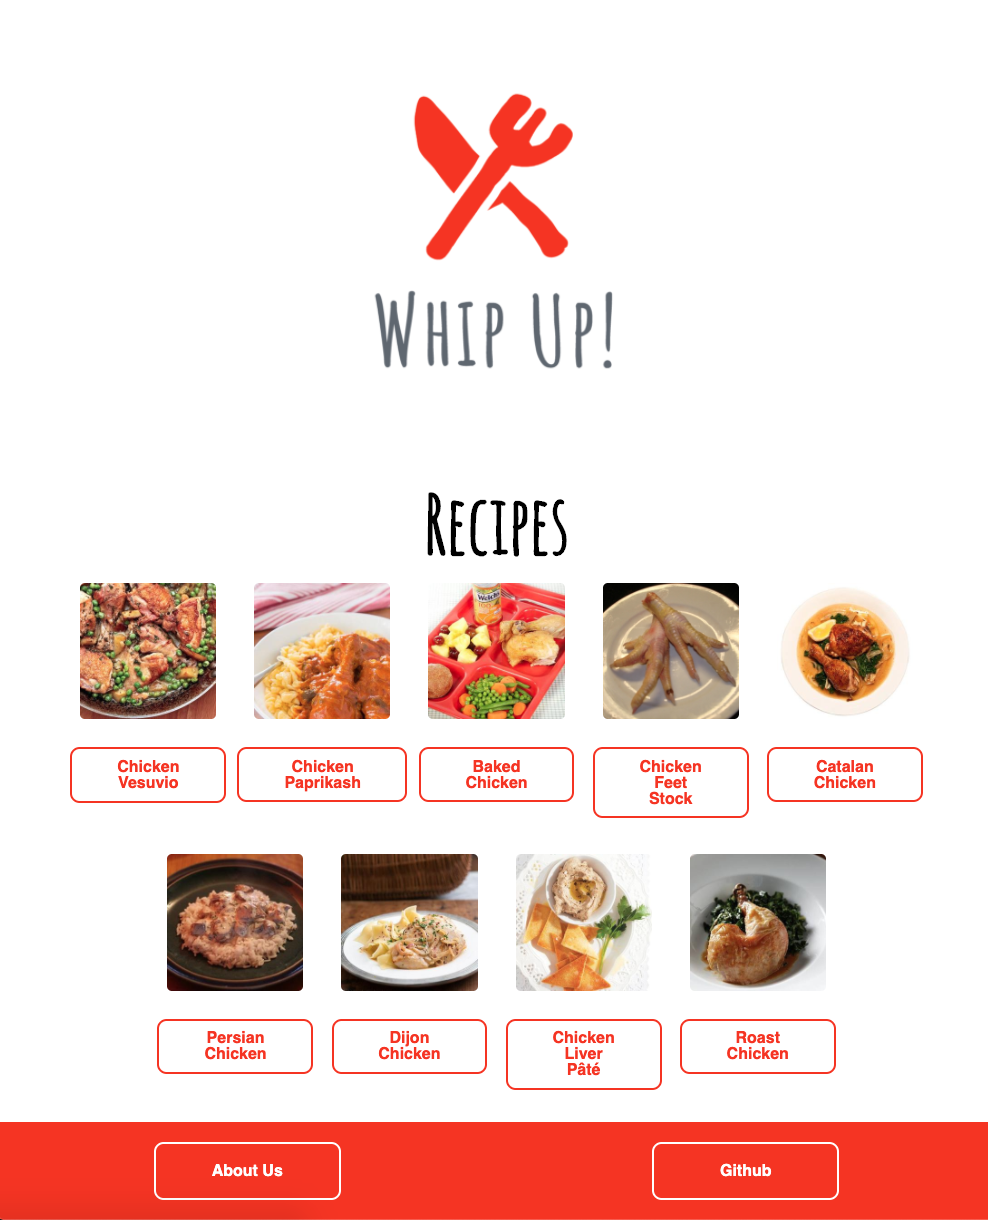 Whip Up!
Recipes
Welch's
Chicken
Vesuvio
Chicken
Paprikash
Baked
Chicken
Chicken
Feet
Stock
Catalan
Chicken
Persian
Chicken
Dijon
Chicken
Chicken
Liver
Pâté
Roast
Chicken
About Us
Github